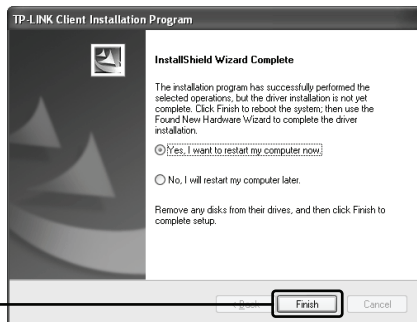 TP-LINK Client Installation Program
InstallShield Wizard Complete
The installation program has successfully performed the
selected operations, but the driver installation is not yet
complete. Click Finish to reboot the system; then use the
Found New Hardware Wizard to complete the driver
installation.
Yes, I want to restart my computer now.
No, I will restart my computer later.
Remove any disks from their drives, and then click Finish to
complete setup.
< Back
Finish
Cancel